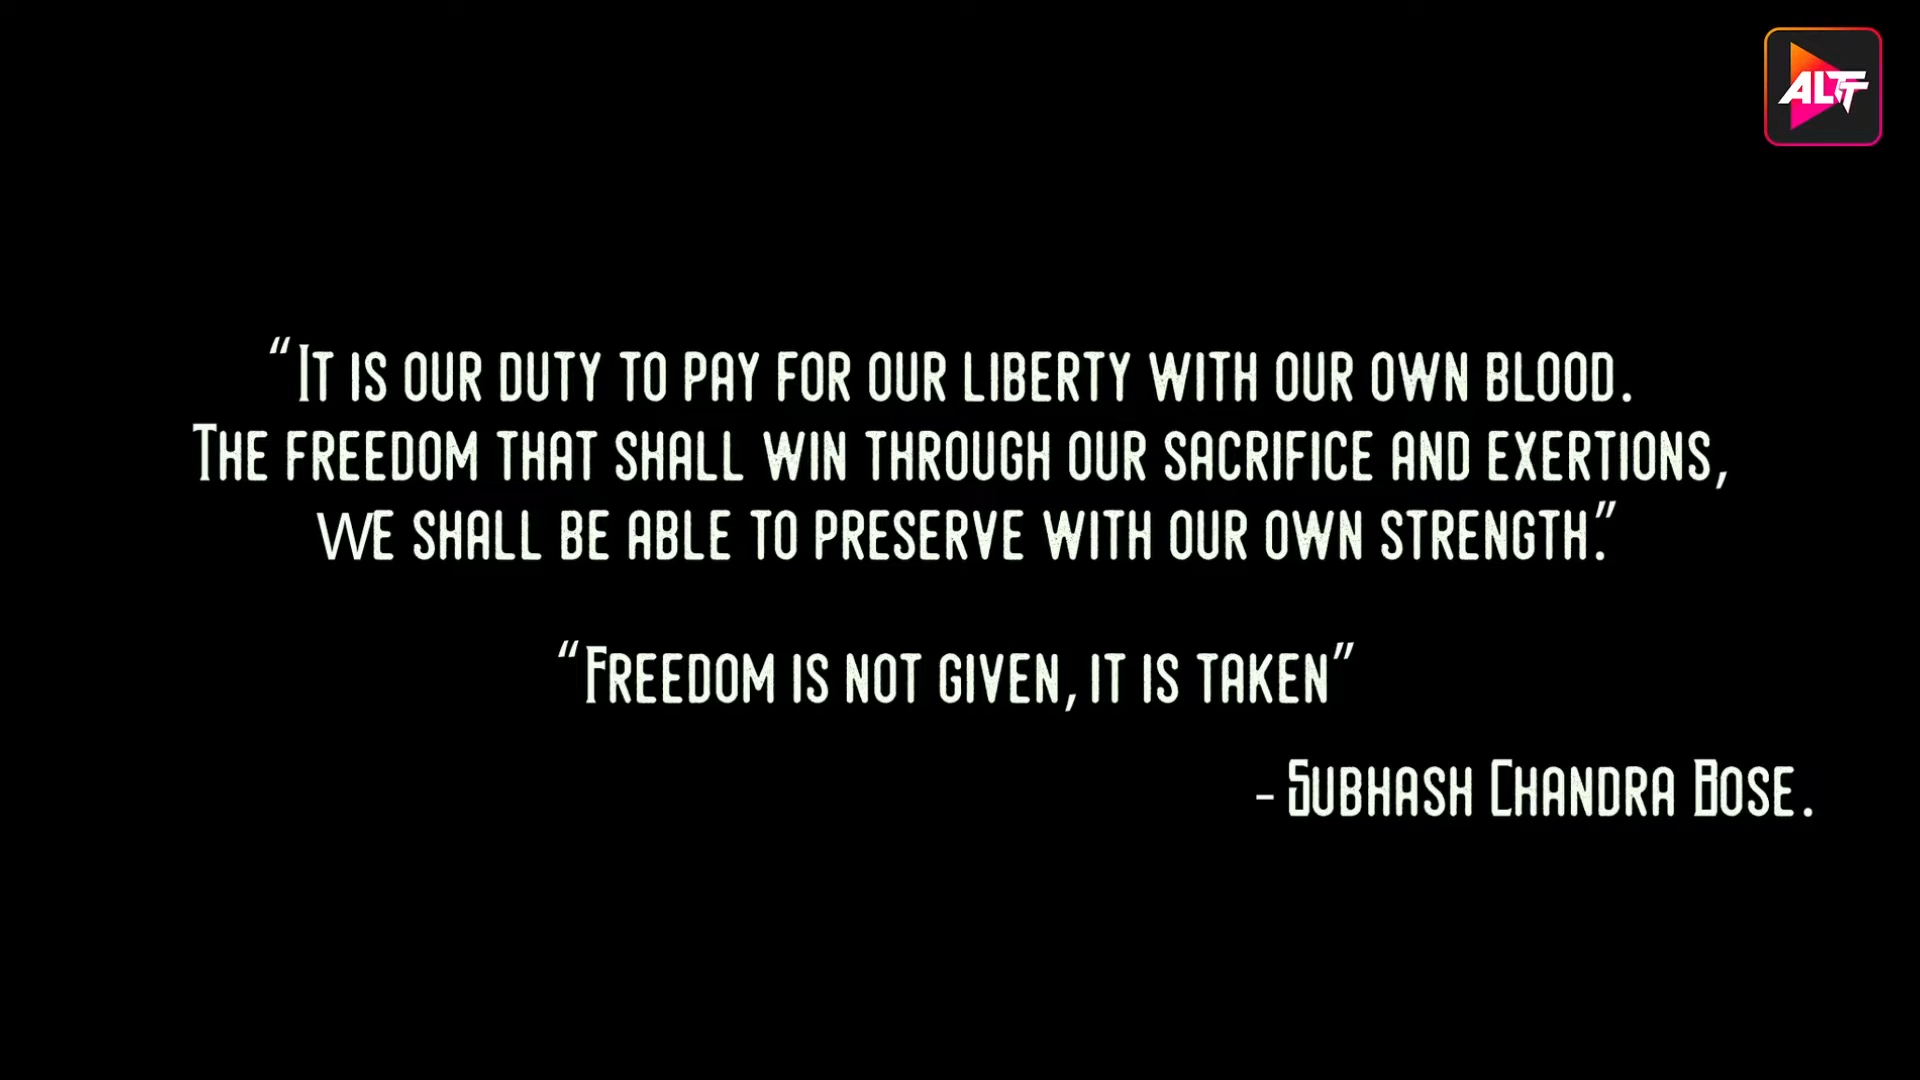 ALTT
“It is our duty to pay for our liberty with our own blood.
The freedom that shall win through our sacrifice and exertions,
we shall be able to preserve with our own strength.”
“Freedom is not given, it is taken”
- Subhash Chandra Bose.